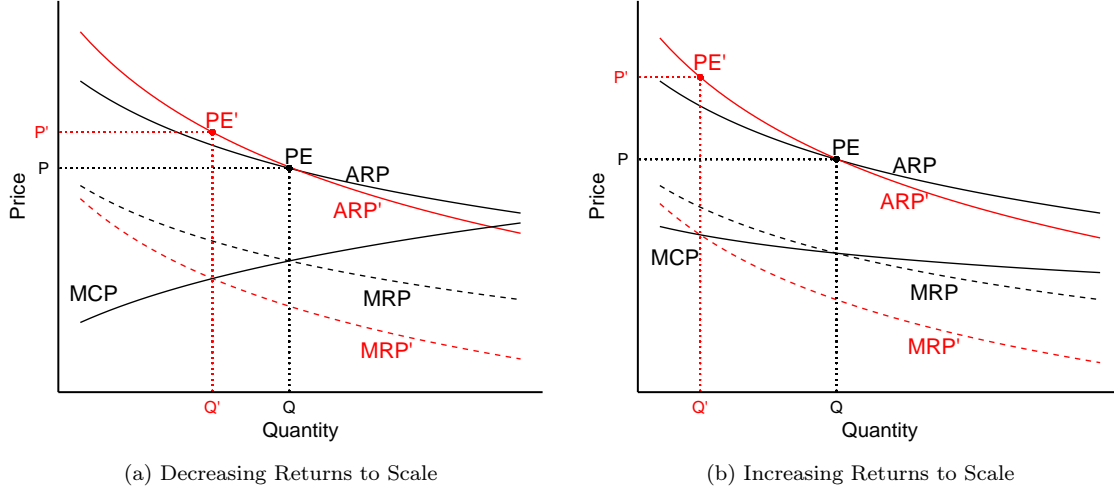 Price
P'
P
PE'
PE
ARP
ARP'
MCP
MRP
MRP'
Q'
Q
Quantity
(a) Decreasing Returns to Scale
Price
P'
P
PE'
PE
ARP
ARP'
MCP
MRP
MRP'
Q'
Q
Quantity
(b) Increasing Returns to Scale